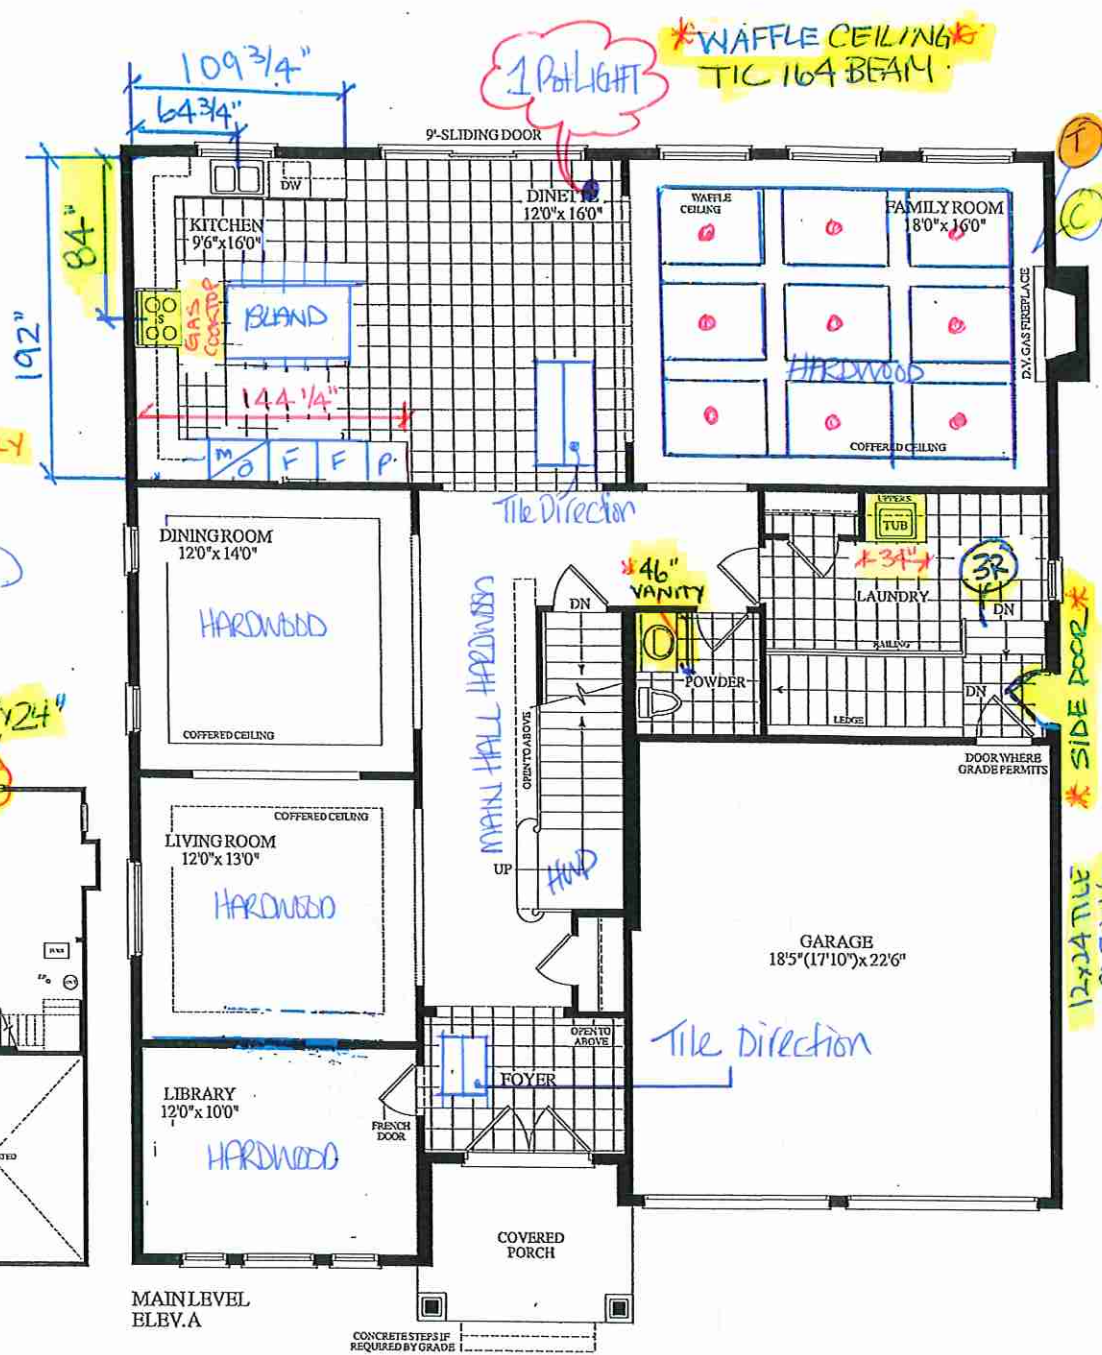 *WAFFLE CEILING*
TIC 164 BEAM.
109 3/4"
64 3/4"
1 PotLIGHT
9'-SLIDING DOOR
T
C
84"
192"
DW
KITCHEN
9'6"x16'0"
DINETTE
12'0"x 16'0"
WAFFLE
CEILING
FAMILY ROOM
18'0"x 16'0"
S
GAS
COOKTOP
ISLAND
D.V. GAS FIREPLACE
HARDWOOD
144 1/4"
COFFERED CEILING
LY
M/O
F
F
P.
Tile Direction
DINING ROOM
12'0"x 14'0"
HARDWOOD
COFFERED CEILING
UPPERS
TUB
*34"*
3R
LAUNDRY
DN
*46"
VANITY
DN
RAILING
POWDER
DN
LEDGE
DOOR WHERE
GRADE PERMITS
* SIDE DOOR *
MAIN HALL HARDWOOD
OPEN TO ABOVE
x24"
COFFERED CEILING
LIVING ROOM
12'0"x 13'0"
HARDWOOD
UP
HWD
GARAGE
18'5"(17'10")x 22'6"
12x24 TILE
OPEN TO
ABOVE
Tile Direction
FOYER
LIBRARY
12'0"x 10'0"
HARDWOOD
FRENCH
DOOR
COVERED
PORCH
MAIN LEVEL
ELEV. A
CONCRETE STEPS IF
REQUIRED BY GRADE